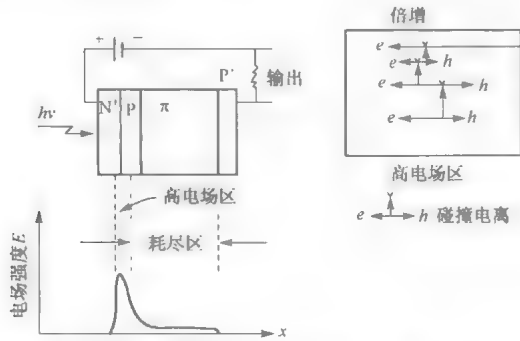 + −
P+
输出
hν
N+ P π
高电场区
耗尽区
电场强度E
x
倍增
e h
e h
e h
e h
高电场区
e h 碰撞电离